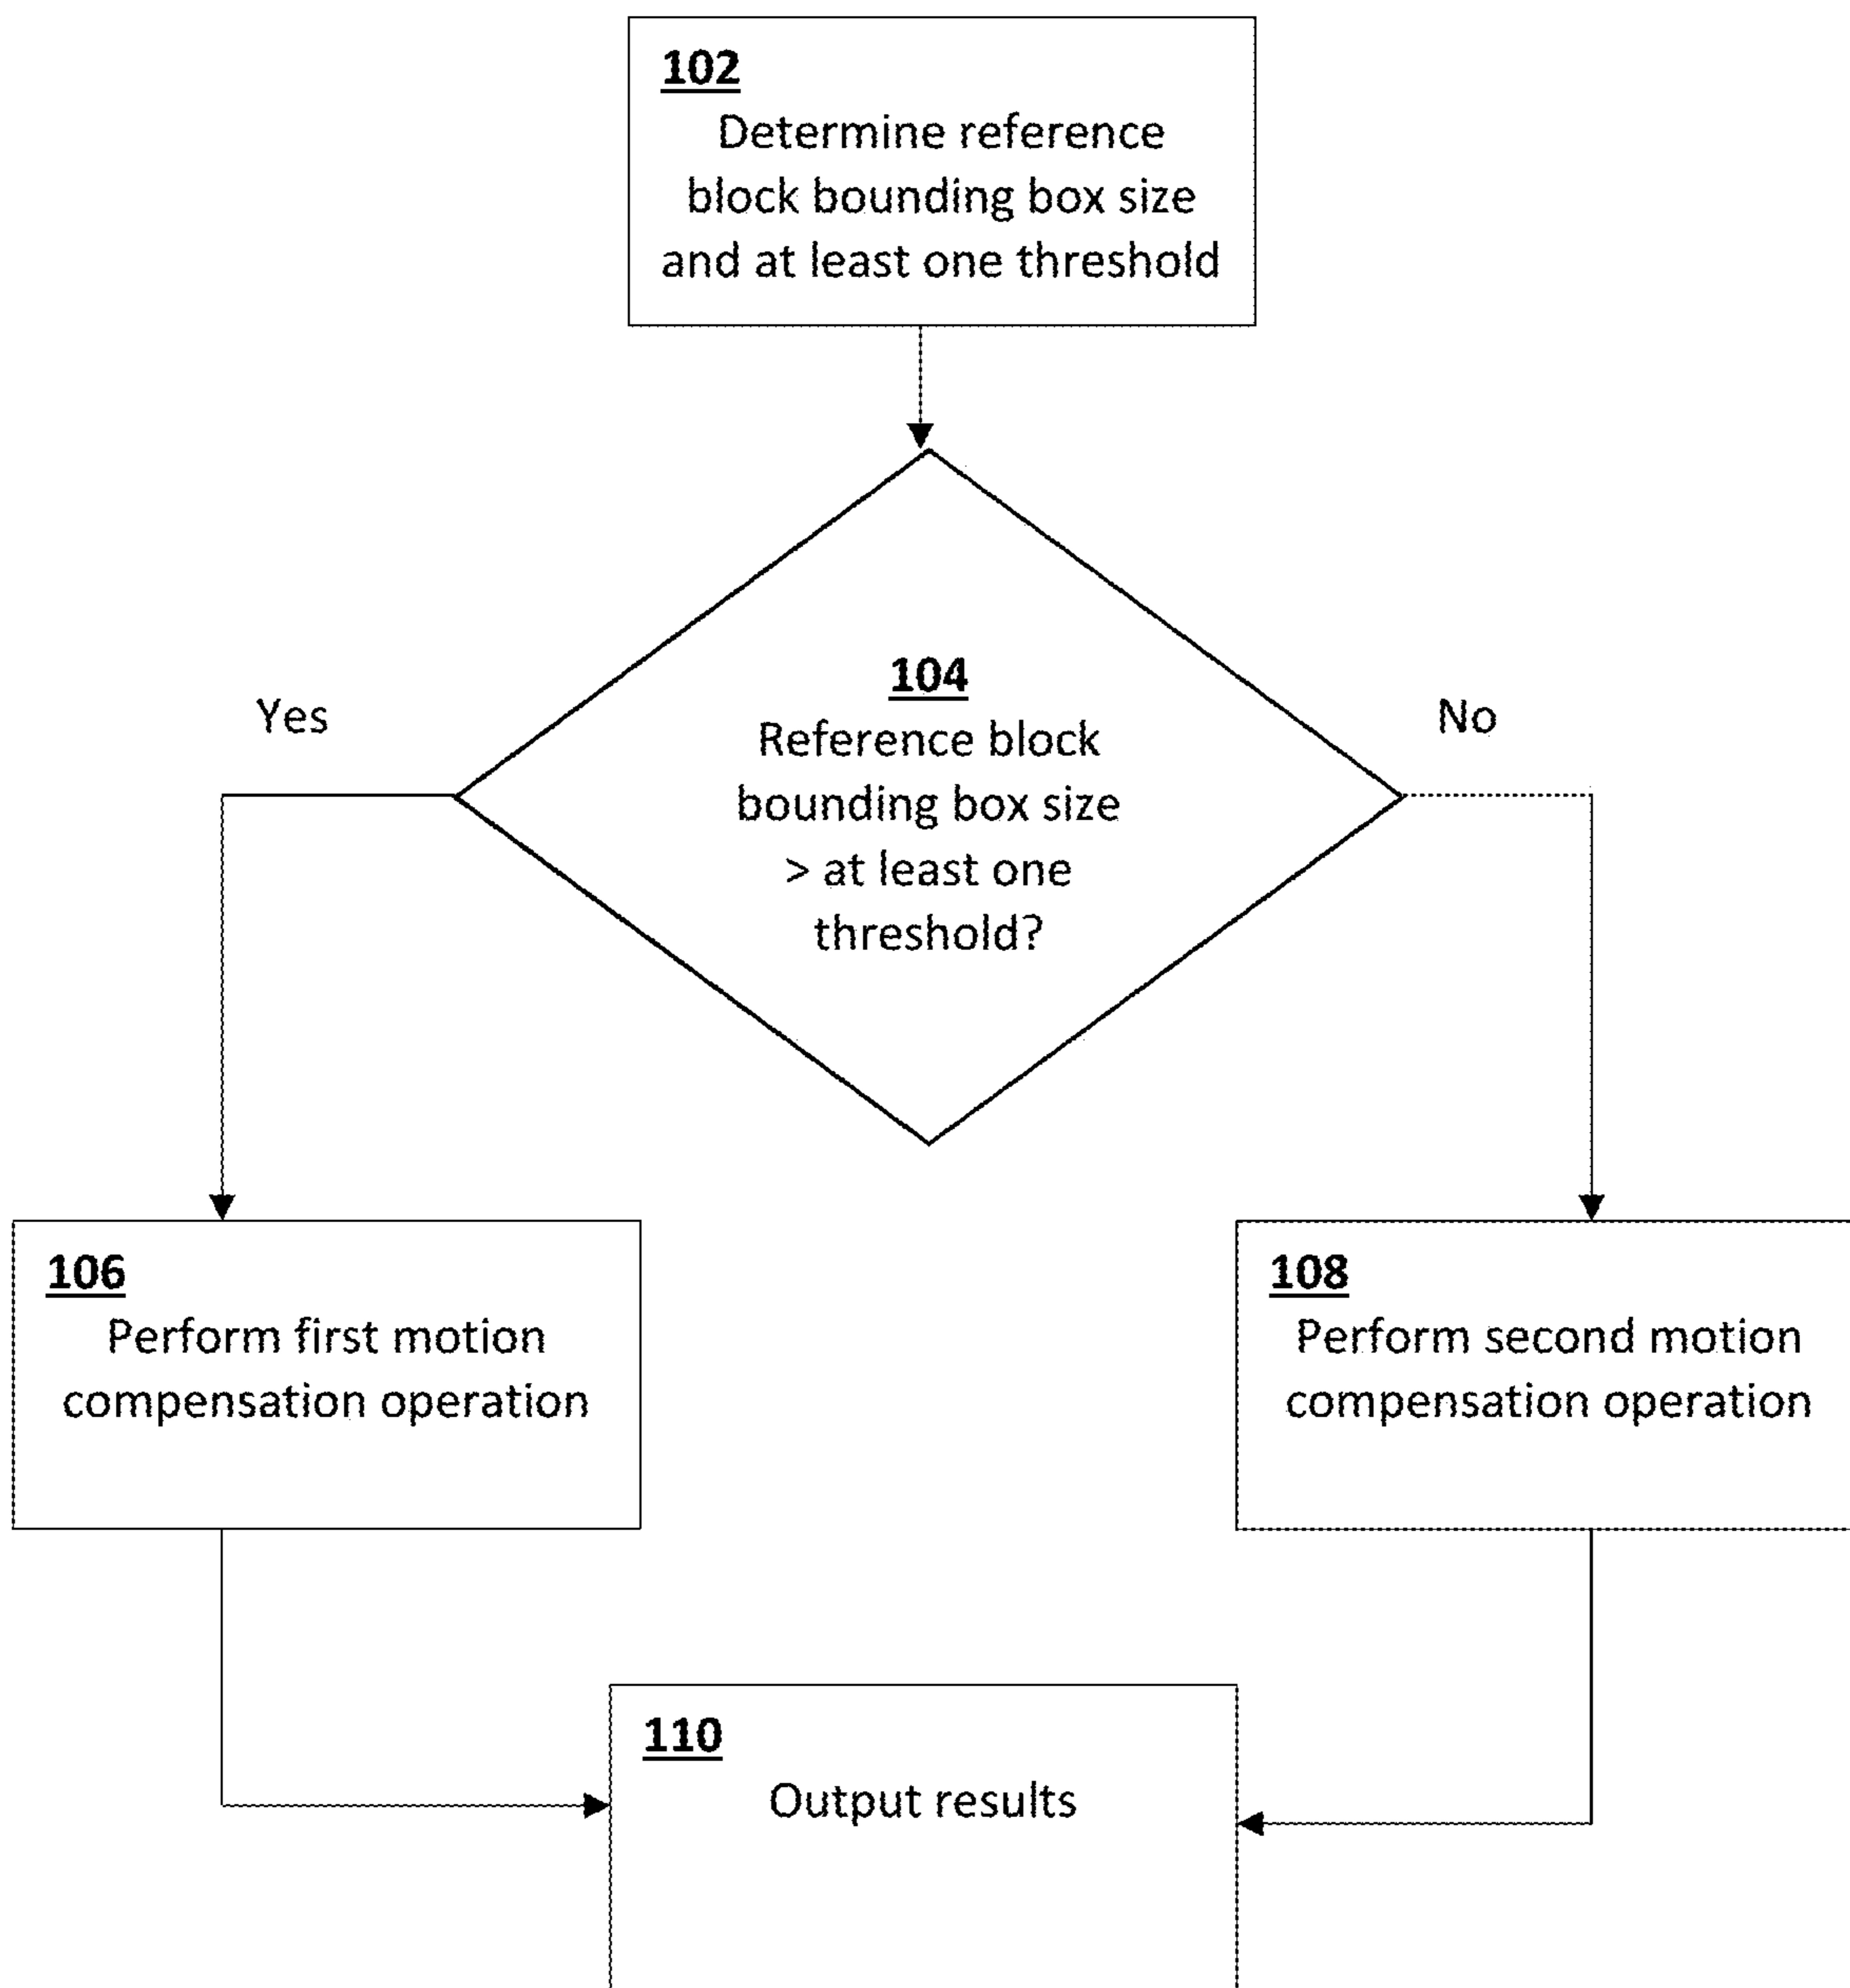 102
Determine reference
block bounding box size
and at least one threshold
104
Reference block
bounding box size
> at least one
threshold?
Yes
No
106
Perform first motion
compensation operation
108
Perform second motion
compensation operation
110
Output results